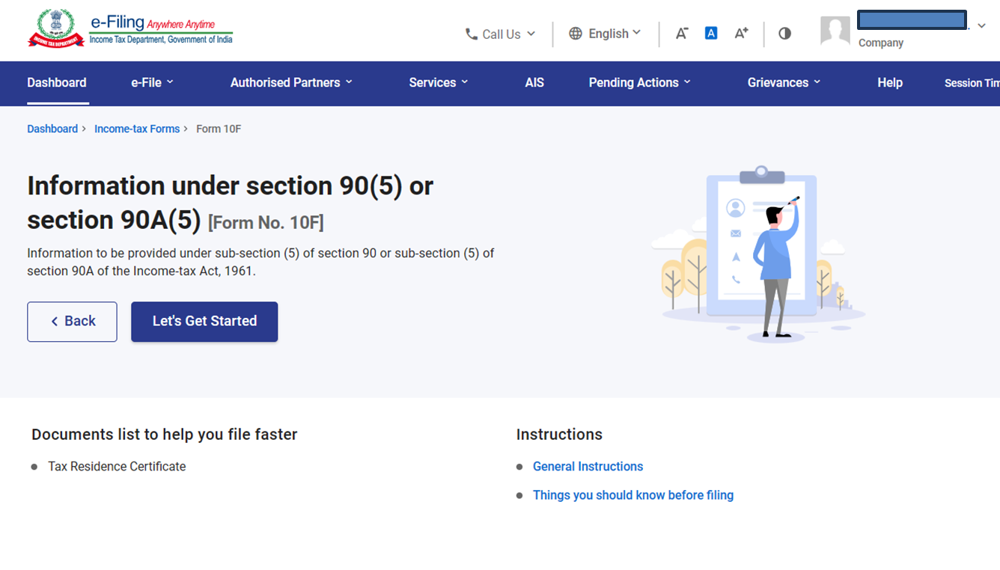 e-Filing Anywhere Anytime
Income Tax Department, Government of India
INCOME TAX DEPARTMENT
Call Us
English
A-
A
A+
Company
Dashboard
e-File
Authorised Partners
Services
AIS
Pending Actions
Grievances
Help
Session Tim
Dashboard > Income-tax Forms > Form 10F
Information under section 90(5) or
section 90A(5) [Form No. 10F]
Information to be provided under sub-section (5) of section 90 or sub-section (5) of
section 90A of the Income-tax Act, 1961.
< Back
Let's Get Started
Documents list to help you file faster
Tax Residence Certificate
Instructions
General Instructions
Things you should know before filing